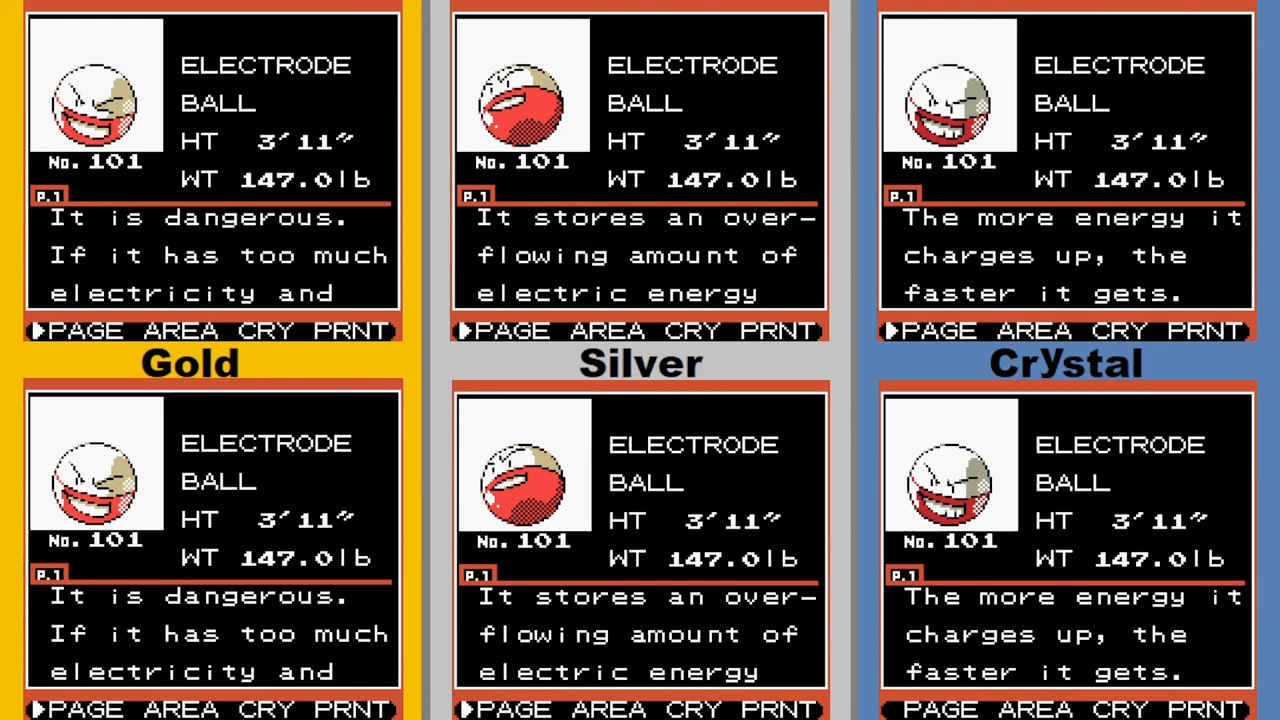 ELECTRODE
BALL
HT 3′11″
No. 101
WT 147.0lb
P.1
It is dangerous.
If it has too much
electricity and
PAGE AREA CRY PRNT
ELECTRODE
BALL
HT 3′11″
No. 101
WT 147.0lb
P.1
It stores an over-
flowing amount of
electric energy
PAGE AREA CRY PRNT
ELECTRODE
BALL
HT 3′11″
No. 101
WT 147.0lb
P.1
The more energy it
charges up, the
faster it gets.
PAGE AREA CRY PRNT
Gold
Silver
Crystal
ELECTRODE
BALL
HT 3′11″
No. 101
WT 147.0lb
P.1
It is dangerous.
If it has too much
electricity and
PAGE AREA CRY PRNT
ELECTRODE
BALL
HT 3′11″
No. 101
WT 147.0lb
P.1
It stores an over-
flowing amount of
electric energy
PAGE AREA CRY PRNT
ELECTRODE
BALL
HT 3′11″
No. 101
WT 147.0lb
P.1
The more energy it
charges up, the
faster it gets.
PAGE AREA CRY PRNT